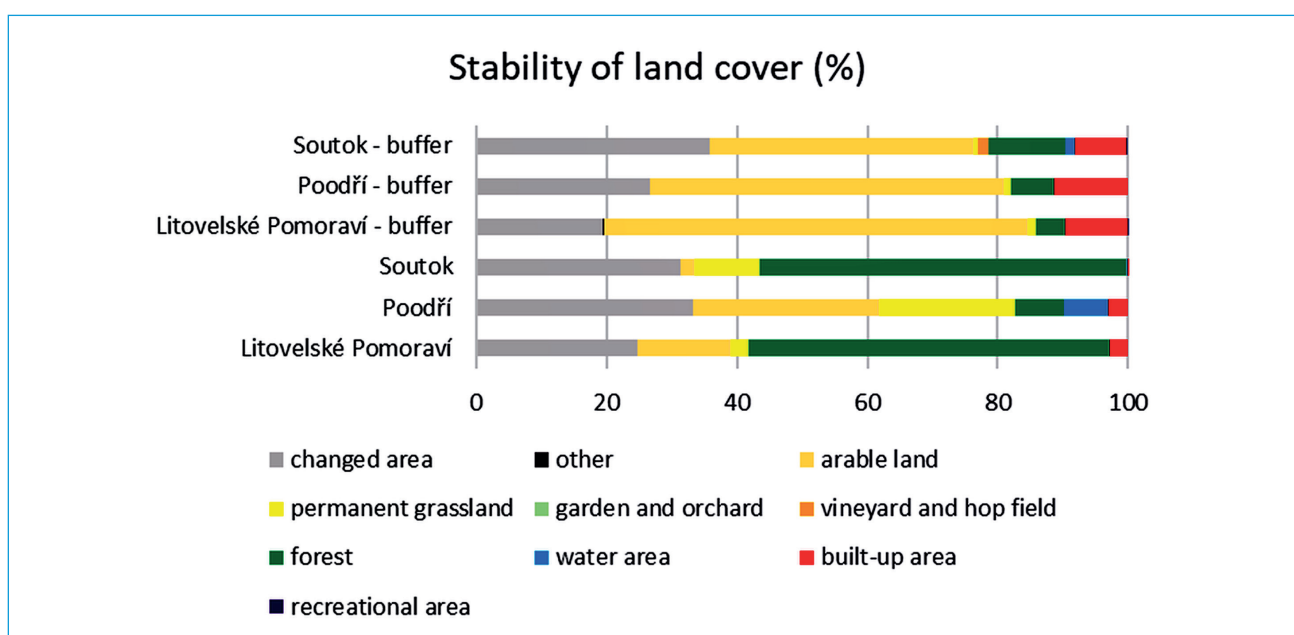 Stability of land cover (%)
Soutok - buffer
Poodří - buffer
Litovelské Pomoraví - buffer
Soutok
Poodří
Litovelské Pomoraví
0 20 40 60 80 100
changed area other arable land
permanent grassland garden and orchard vineyard and hop field
forest water area built-up area
recreational area